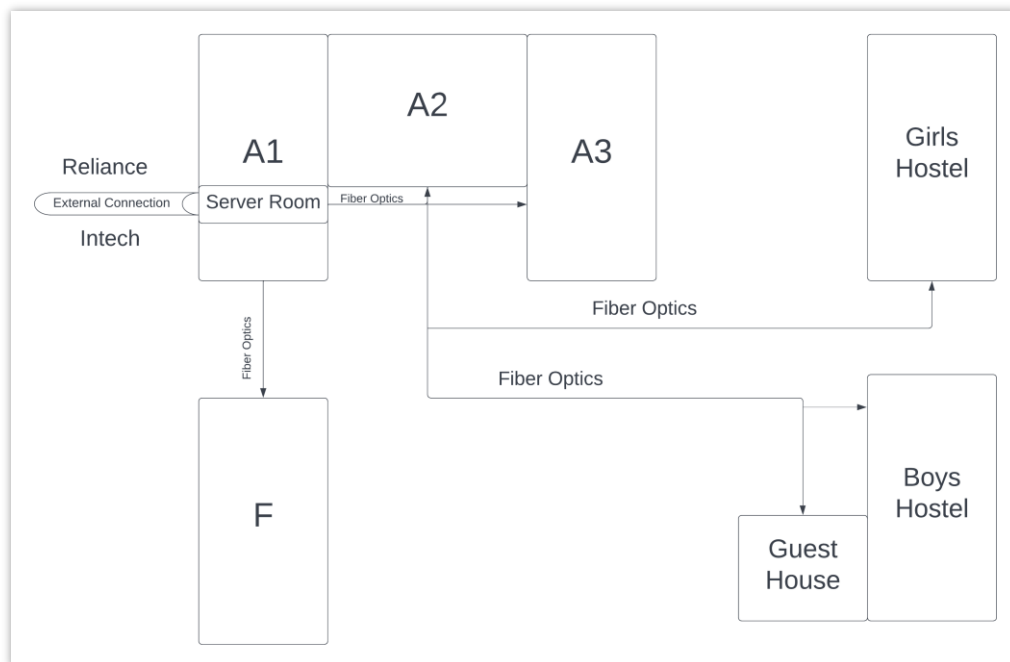 A2
Girls
Hostel
A1
A3
Reliance
External Connection
Server Room
Fiber Optics
Intech
Fiber Optics
Fiber Optics
Fiber Optics
F
Boys
Hostel
Guest
House